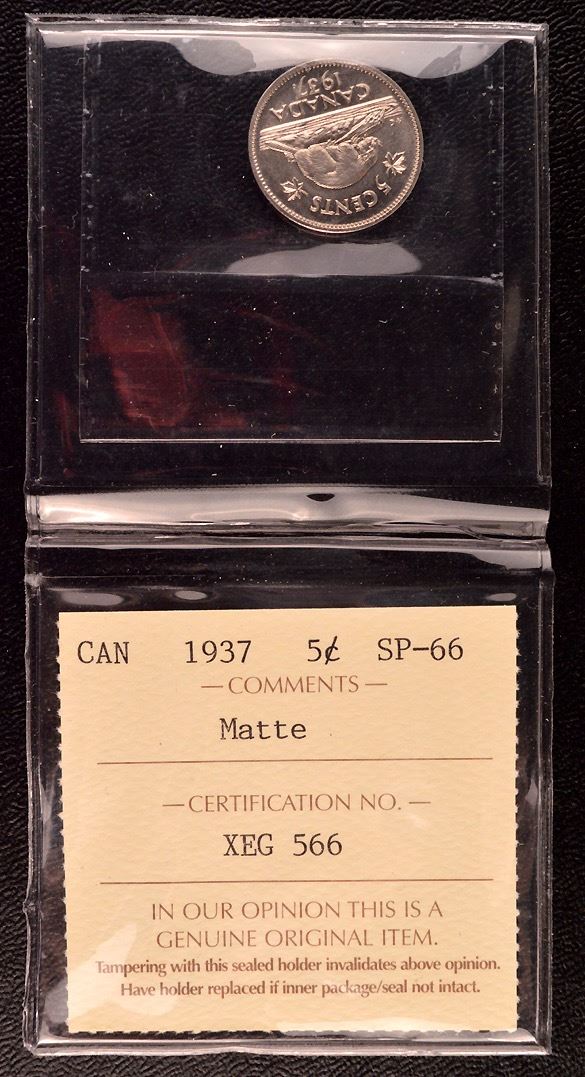 5 CENTS
CANADA
1937
CAN 1937 5¢ SP-66
— COMMENTS —
Matte
— CERTIFICATION NO. —
XEG 566
IN OUR OPINION THIS IS A
GENUINE ORIGINAL ITEM.
Tampering with this sealed holder invalidates above opinion.
Have holder replaced if inner package/seal not intact.